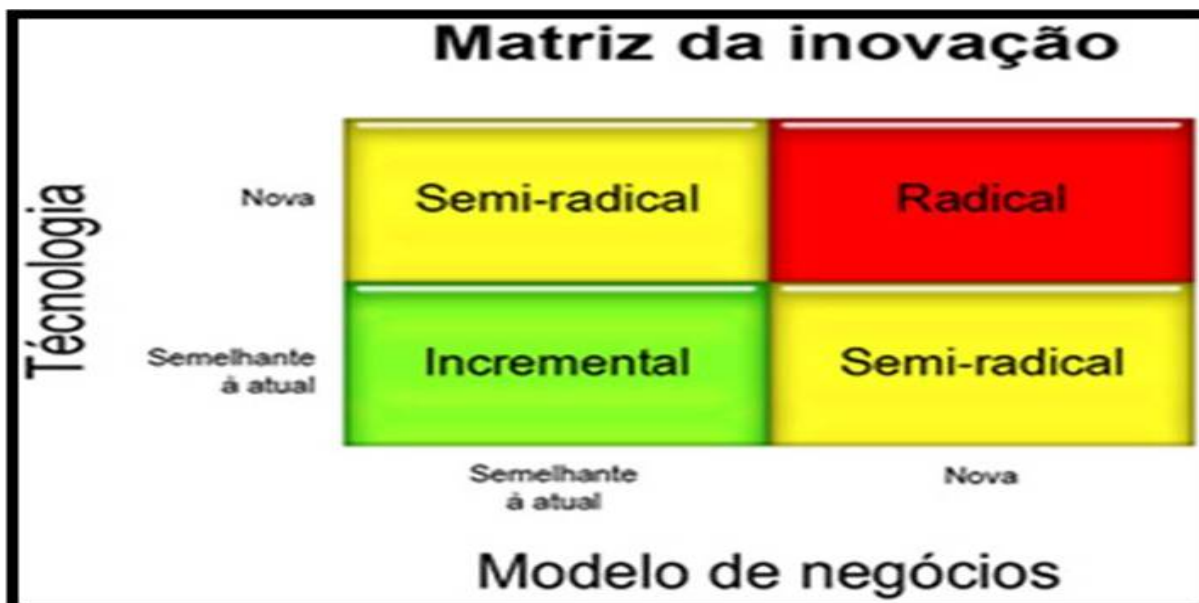 Matriz da inovação
Técnologia
Nova
Semi-radical
Radical
Semelhante
à atual
Incremental
Semi-radical
Semelhante
à atual
Nova
Modelo de negócios